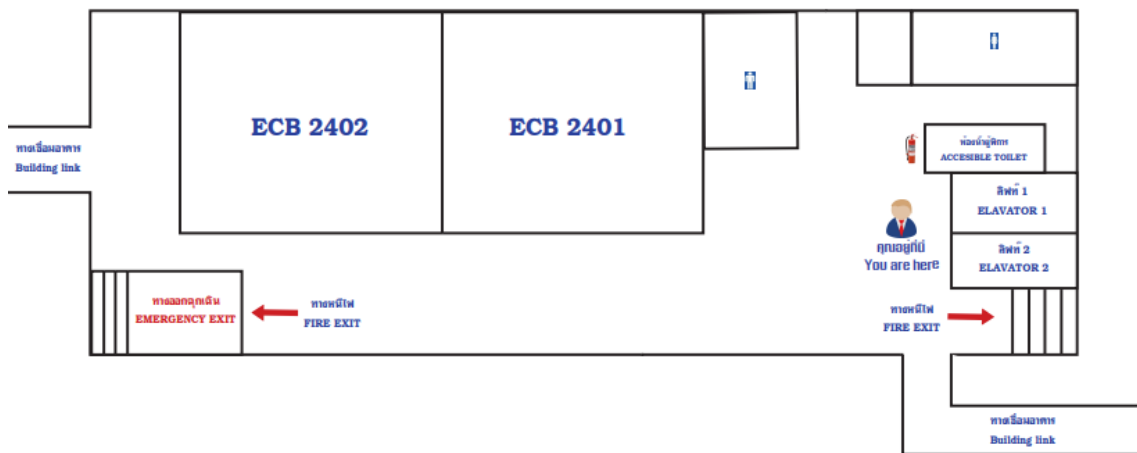 ECB 2402
ECB 2401
ทางเชื่อมอาคาร
Building link
ห้องน้ำผู้พิการ
ACCESIBLE TOILET
ลิฟท์ 1
ELAVATOR 1
คุณอยู่ที่นี่
You are here
ลิฟท์ 2
ELAVATOR 2
ทางออกฉุกเฉิน
EMERGENCY EXIT
ทางหนีไฟ
FIRE EXIT
ทางหนีไฟ
FIRE EXIT
ทางเชื่อมอาคาร
Building link